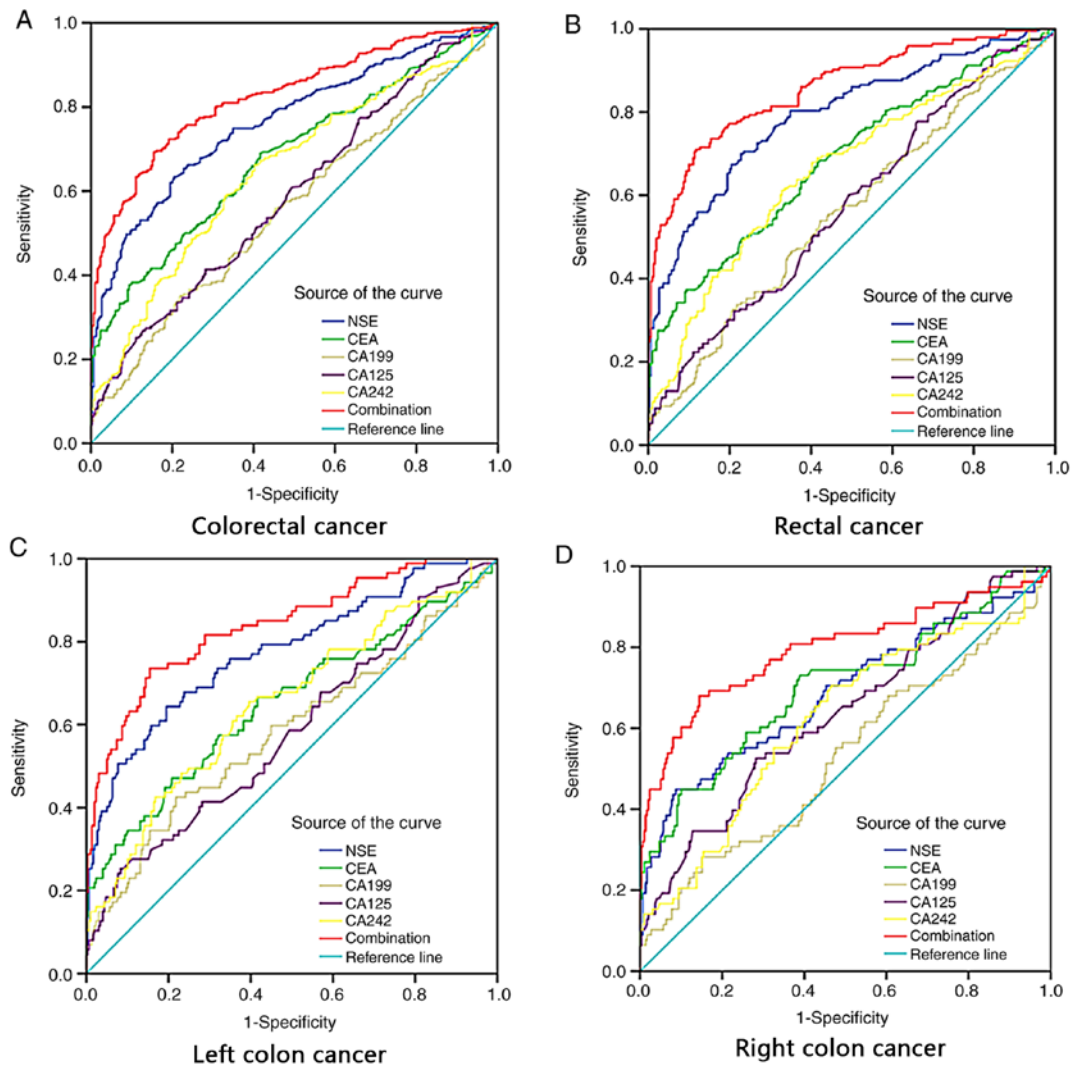 A
1.0
0.8
0.6
0.4
0.2
0.0
Sensitivity
Source of the curve
NSE
CEA
CA199
CA125
CA242
Combination
Reference line
0.0 0.2 0.4 0.6 0.8 1.0
1-Specificity
Colorectal cancer
B
1.0
0.8
0.6
0.4
0.2
0.0
Sensitivity
Source of the curve
NSE
CEA
CA199
CA125
CA242
Combination
Reference line
0.0 0.2 0.4 0.6 0.8 1.0
1-Specificity
Rectal cancer
C
1.0
0.8
0.6
0.4
0.2
0.0
Sensitivity
Source of the curve
NSE
CEA
CA199
CA125
CA242
Combination
Reference line
0.0 0.2 0.4 0.6 0.8 1.0
1-Specificity
Left colon cancer
D
1.0
0.8
0.6
0.4
0.2
0.0
Sensitivity
Source of the curve
NSE
CEA
CA199
CA125
CA242
Combination
Reference line
0.0 0.2 0.4 0.6 0.8 1.0
1-Specificity
Right colon cancer